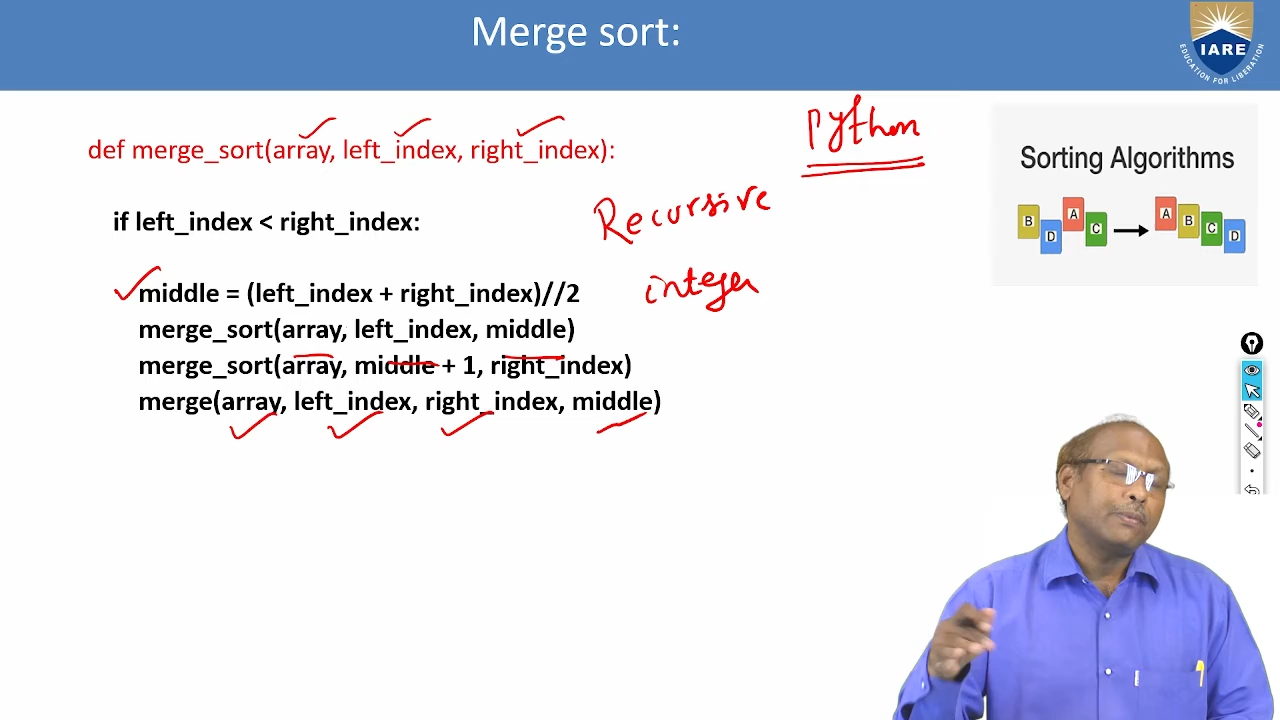 Merge sort:
IARE
EDUCATION FOR LIBERATION
def merge_sort(array, left_index, right_index):
Python
Sorting Algorithms
if left_index < right_index:
Recursive
B D A C A B C D
middle = (left_index + right_index)//2
integer
merge_sort(array, left_index, middle)
merge_sort(array, middle + 1, right_index)
merge(array, left_index, right_index, middle)